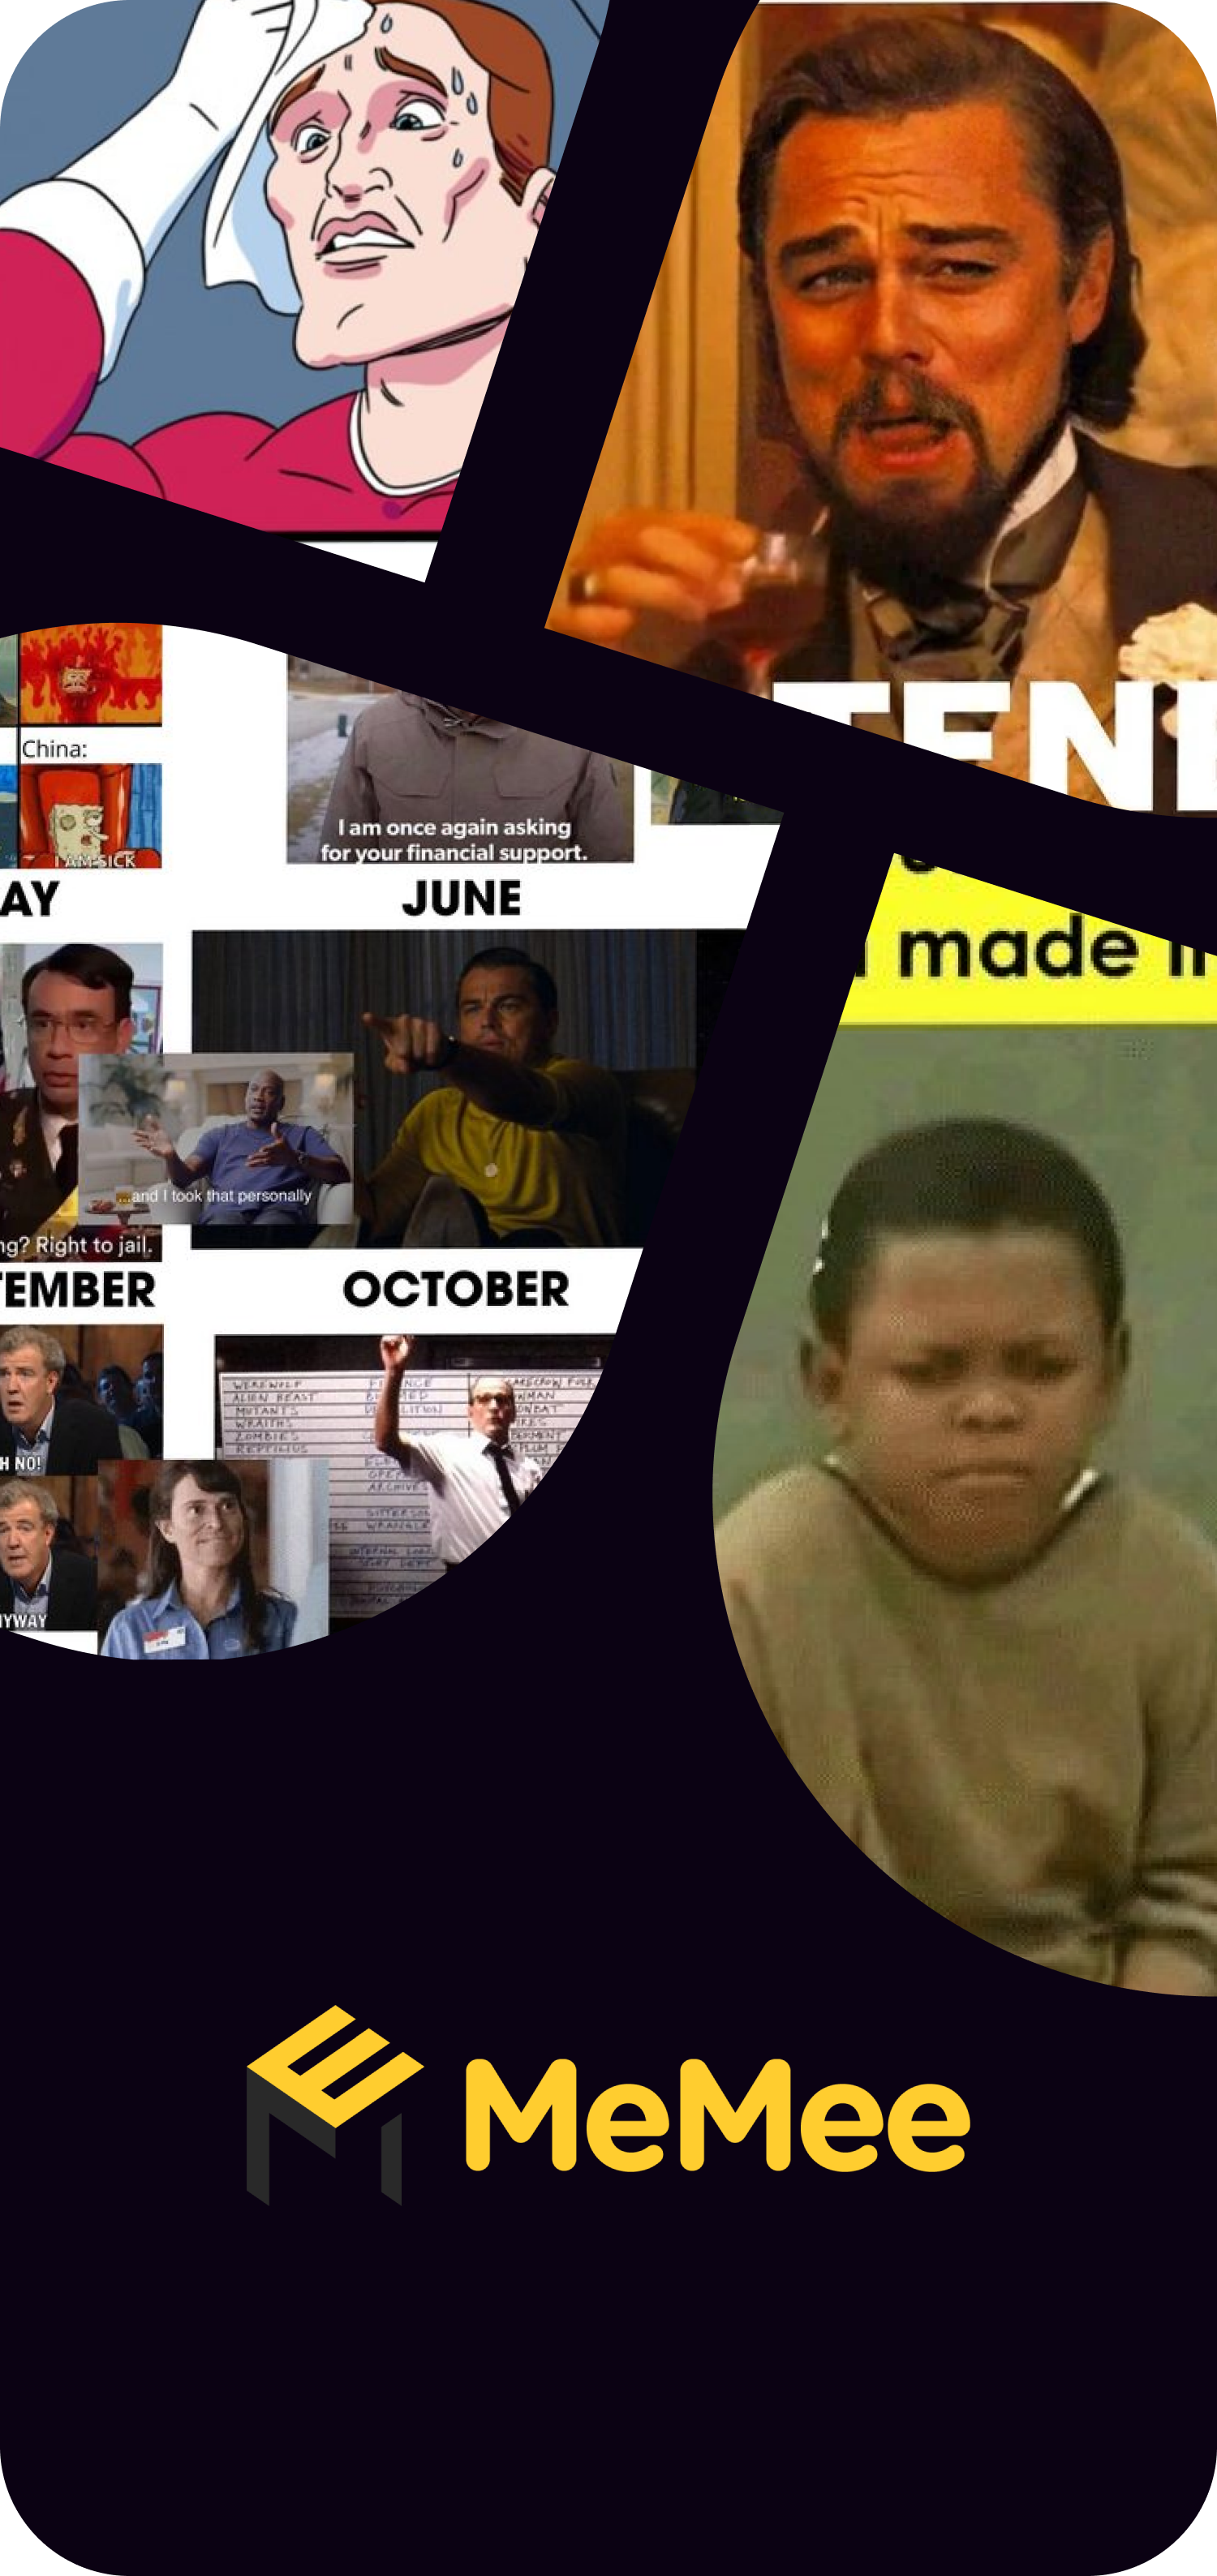 TEN
China:
I AM SICK
I am once again asking
for your financial support.
AY
JUNE
made
...and I took that personally
ng? Right to jail.
TEMBER
OCTOBER
WEREWOLF
ALIEN BEAST
MUTANTS
WRAITHS
ZOMBIES
REPTILIUS
H NO!
YWAY
MeMee